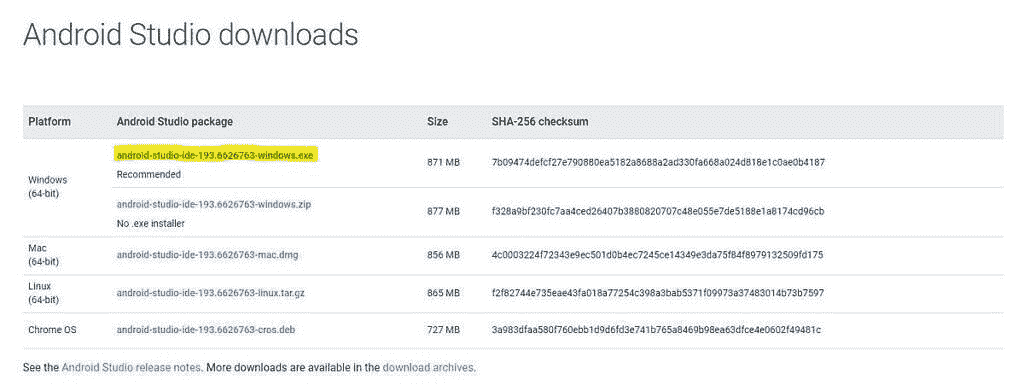 Android Studio downloads
Platform Android Studio package Size SHA-256 checksum
Windows
(64-bit)
android-studio-ide-193.6626763-windows.exe
Recommended
871 MB 7b09474defcf27e790880ea5182a8688a2ad330fa668a024d818e1c0ae0b4187
android-studio-ide-193.6626763-windows.zip
No .exe installer
877 MB f328a9bf230fc7aa4ced26407b3880820707c48e055e7de5188e1a8174cd96cb
Mac
(64-bit)
android-studio-ide-193.6626763-mac.dmg 856 MB 4c0003224f72343e9ec501d0b4ec7245ce14349e3da75f84f8979132509fd175
Linux
(64-bit)
android-studio-ide-193.6626763-linux.tar.gz 865 MB f2f82744e735eae43fa018a77254c398a3bab5371f09973a37483014b73b7597
Chrome OS android-studio-ide-193.6626763-cros.deb 727 MB 3a983dfaa580f760ebb1d9d6fd3e741b765a8469b98ea63dfce4e0602f49481c
See the Android Studio release notes. More downloads are available in the download archives.